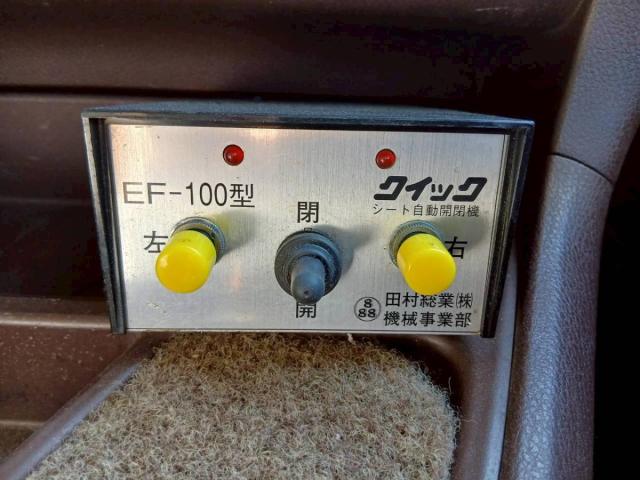 EF-100型
クイック
シート自動開閉機
左
閉
右
開
8
88
田村総業㈱
機械事業部